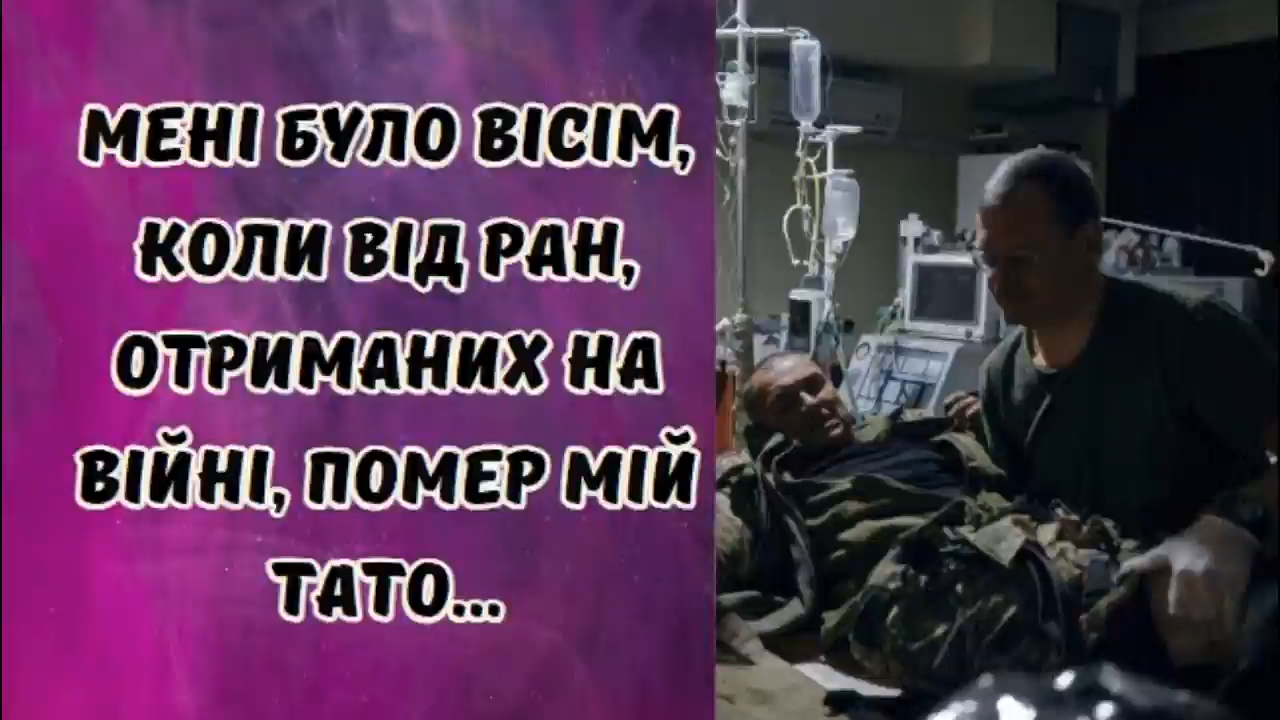 МЕНІ БУЛО ВІСІМ,
КОЛИ ВІД РАН,
ОТРИМАНИХ НА
ВІЙНІ, ПОМЕР МІЙ
ТАТО...